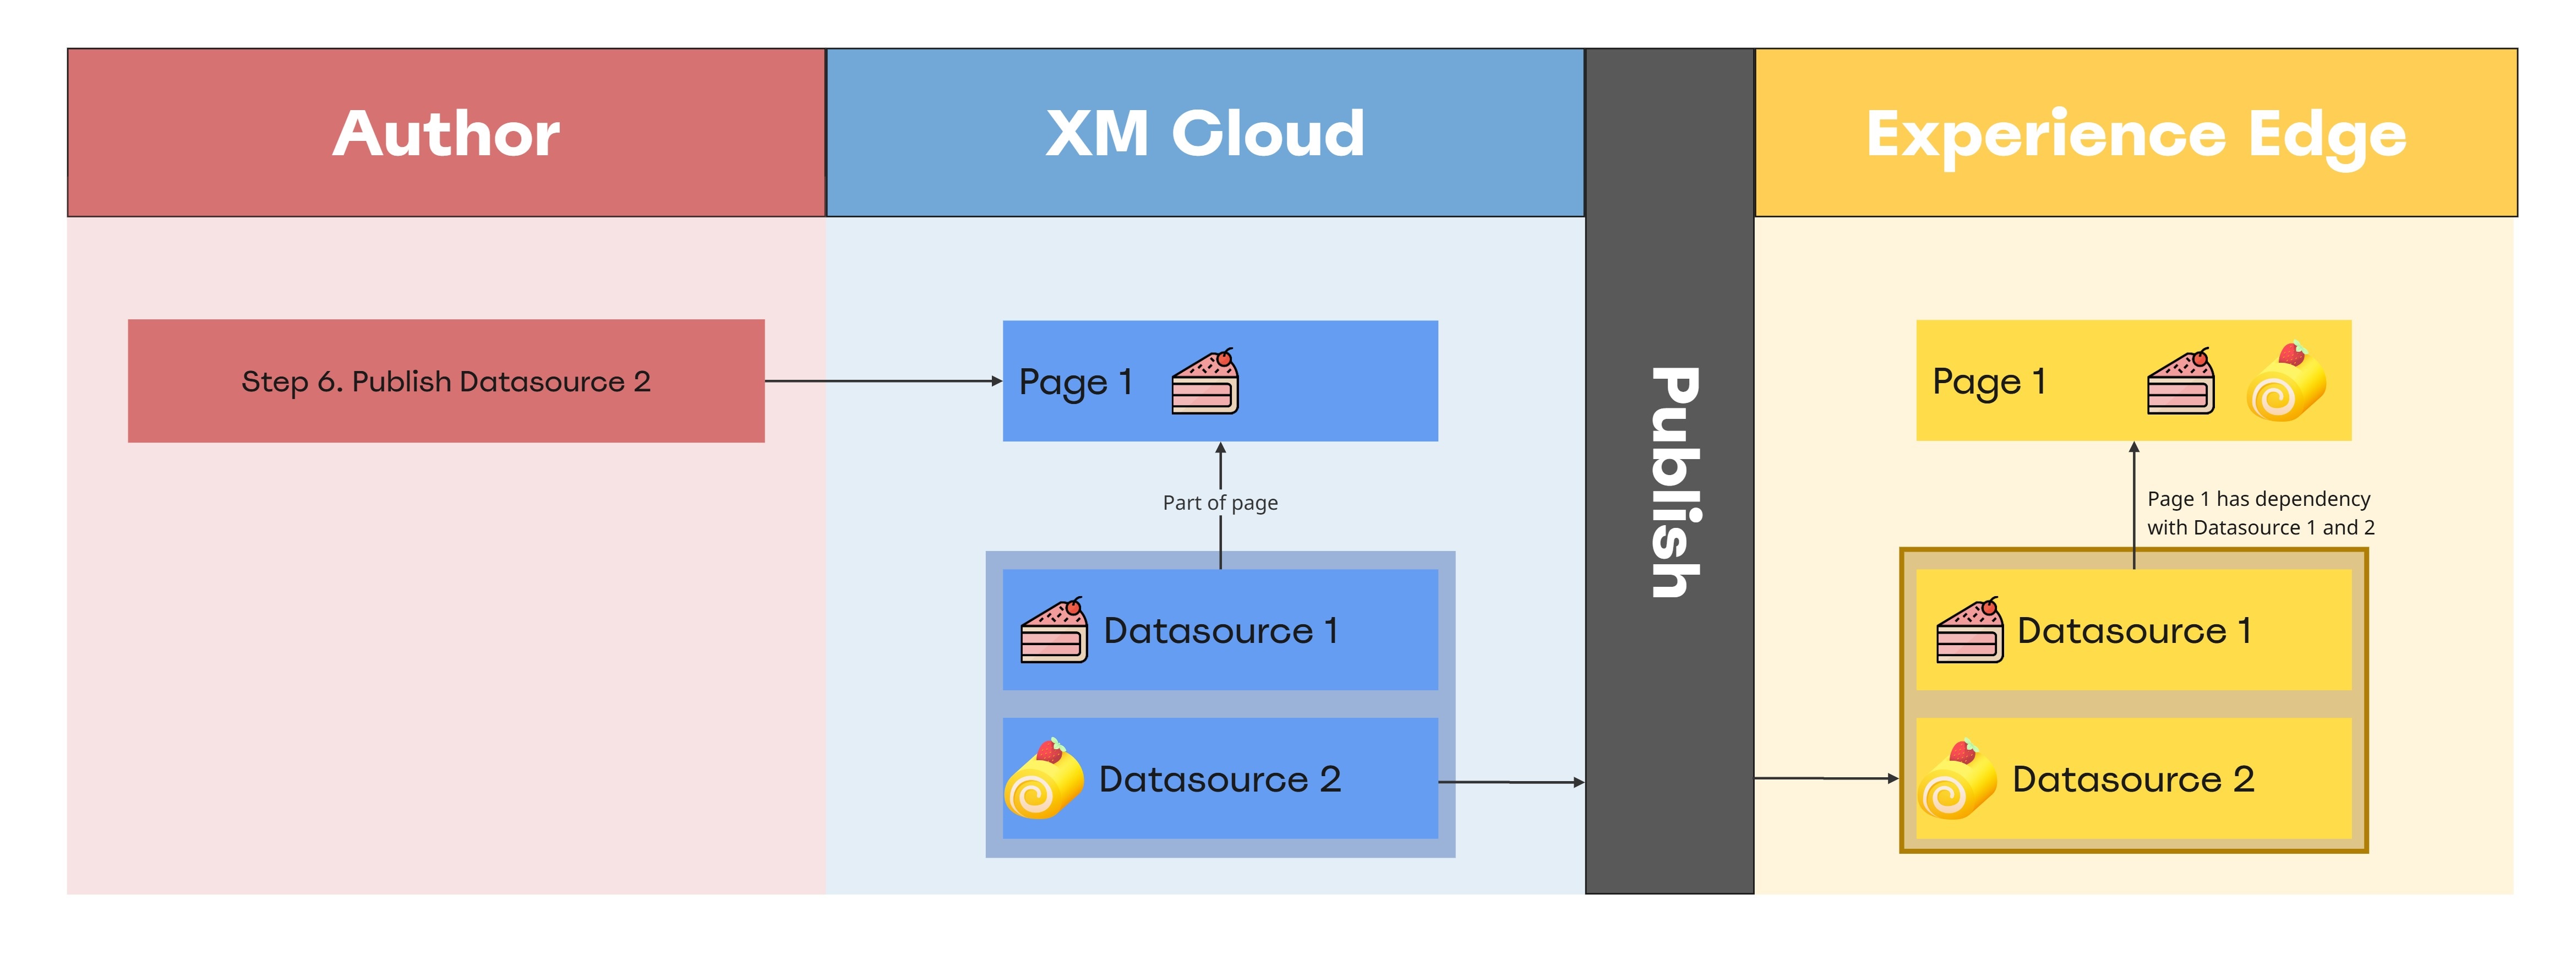 Author
XM Cloud
Publish
Experience Edge
Step 6. Publish Datasource 2
Page 1
Part of page
Datasource 1
Datasource 2
Page 1
Page 1 has dependency
with Datasource 1 and 2
Datasource 1
Datasource 2